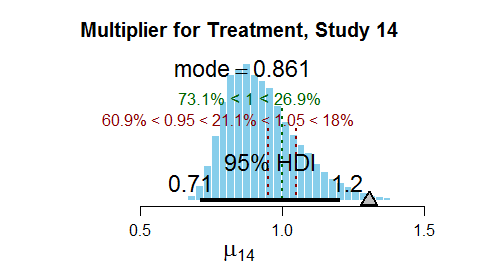 Multiplier for Treatment, Study 14
mode = 0.861
73.1% < 1 < 26.9%
60.9% < 0.95 < 21.1% < 1.05 < 18%
95% HDI
0.71 1.2
0.5 1.0 1.5
μ14